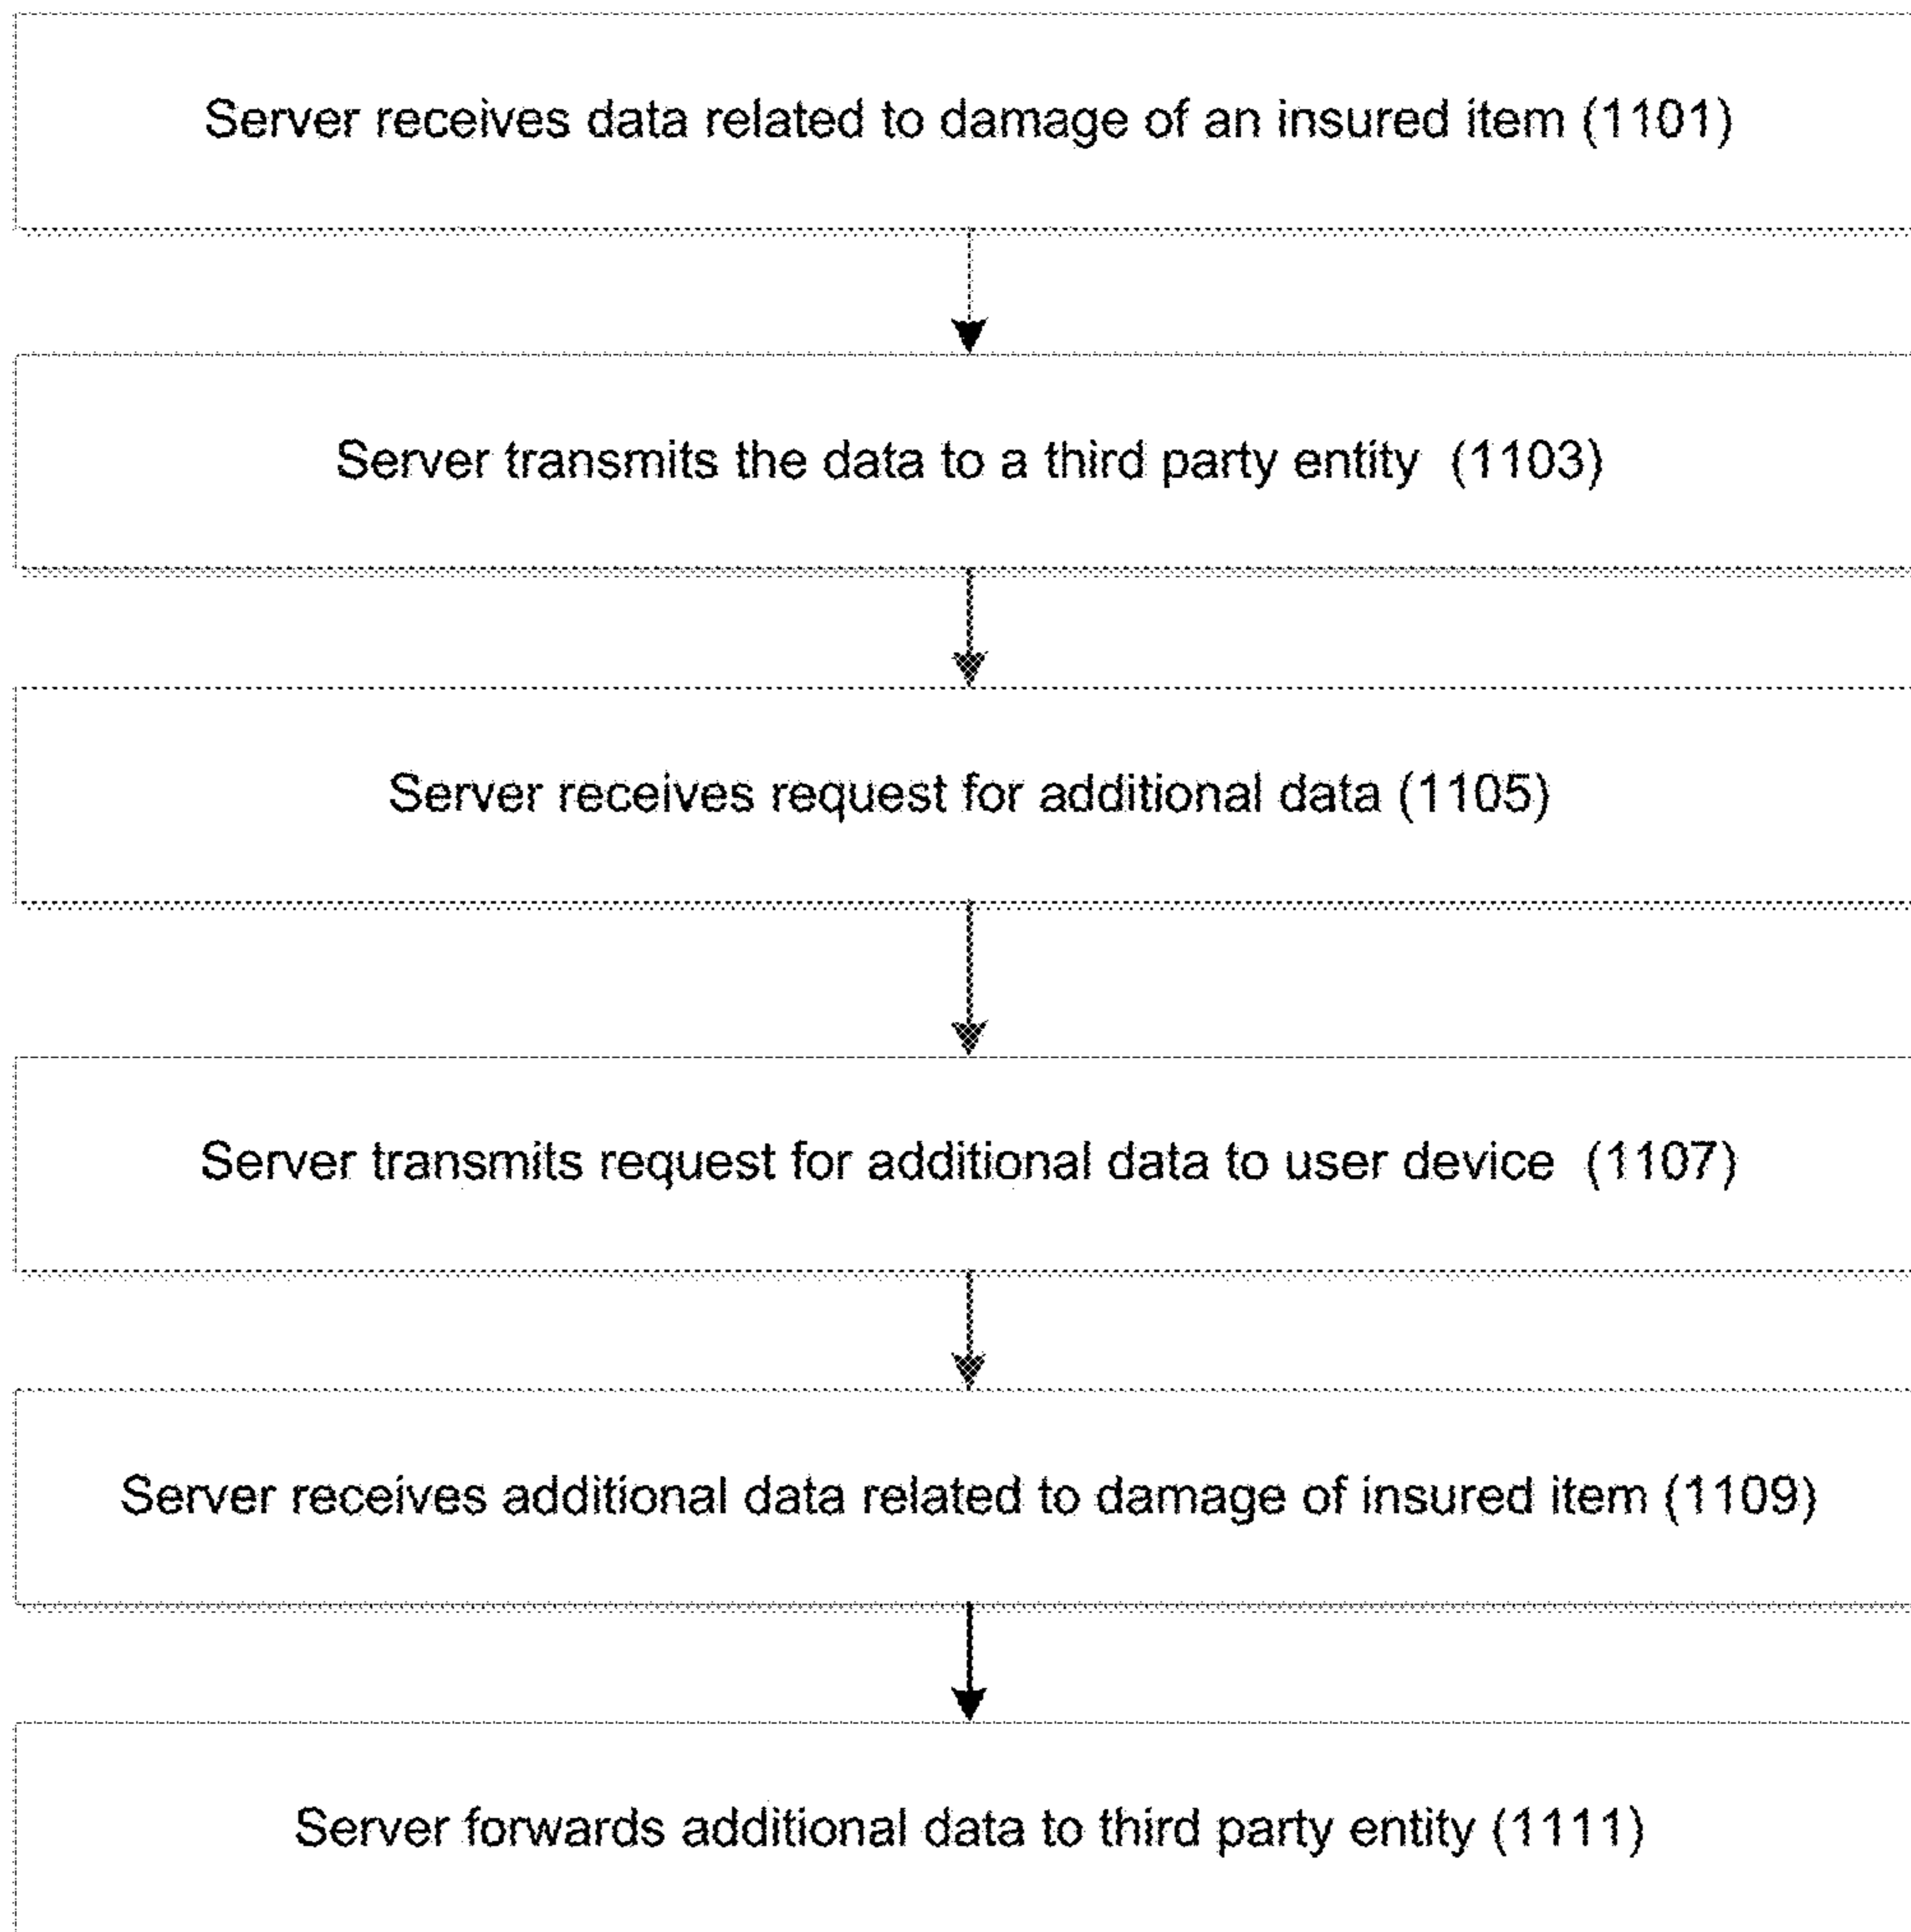 Server receives data related to damage of an insured item (1101)
Server transmits the data to a third party entity (1103)
Server receives request for additional data (1105)
Server transmits request for additional data to user device (1107)
Server receives additional data related to damage of insured item (1109)
Server forwards additional data to third party entity (1111)